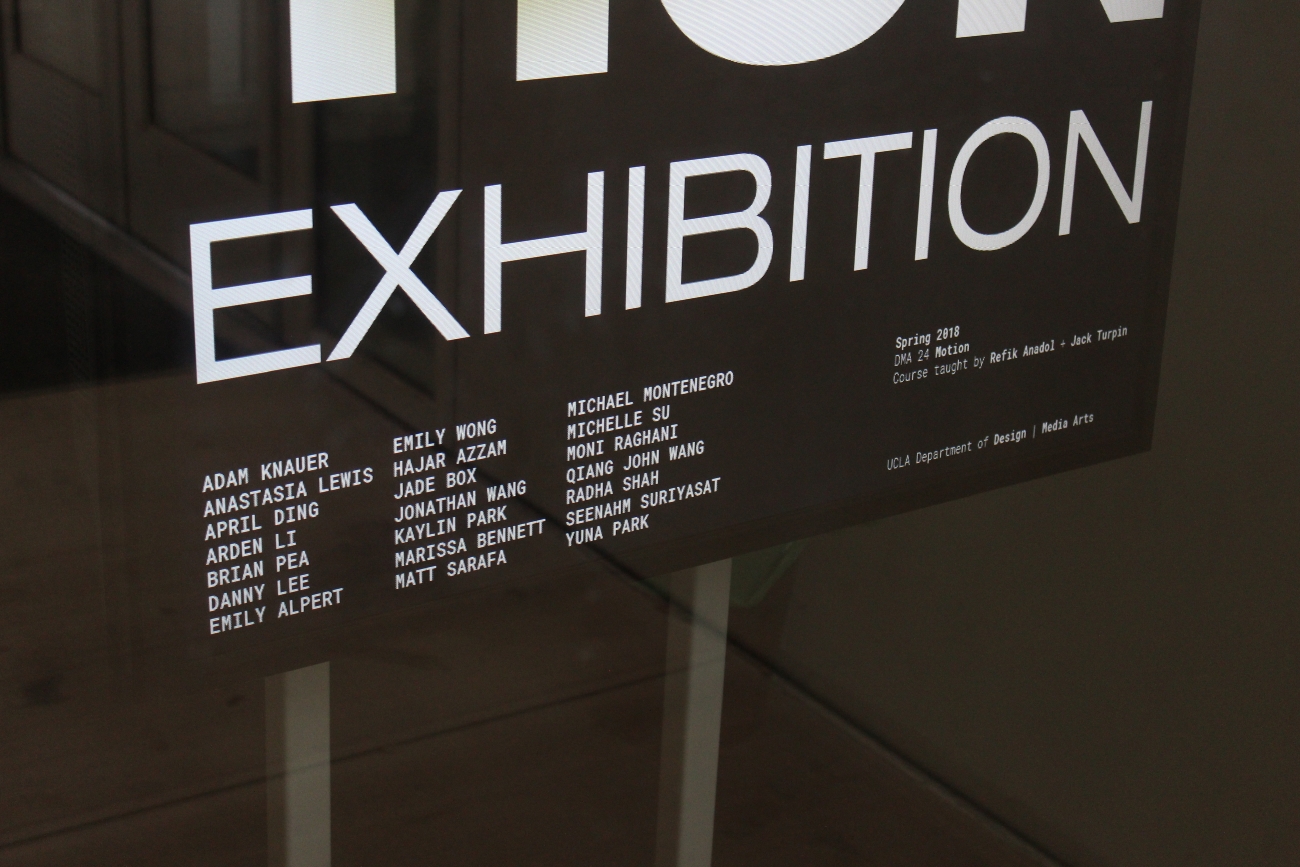 EXHIBITION
ADAM KNAUER
ANASTASIA LEWIS
APRIL DING
ARDEN LI
BRIAN PEA
DANNY LEE
EMILY ALPERT
EMILY WONG
HAJAR AZZAM
JADE BOX
JONATHAN WANG
KAYLIN PARK
MARISSA BENNETT
MATT SARAFA
MICHAEL MONTENEGRO
MICHELLE SU
MONI RAGHANI
QIANG JOHN WANG
RADHA SHAH
SEENAHM SURIYASAT
YUNA PARK
Spring 2018
DMA 24 Motion
Course taught by Refik Anadol + Jack Turpin
UCLA Department of Design | Media Arts